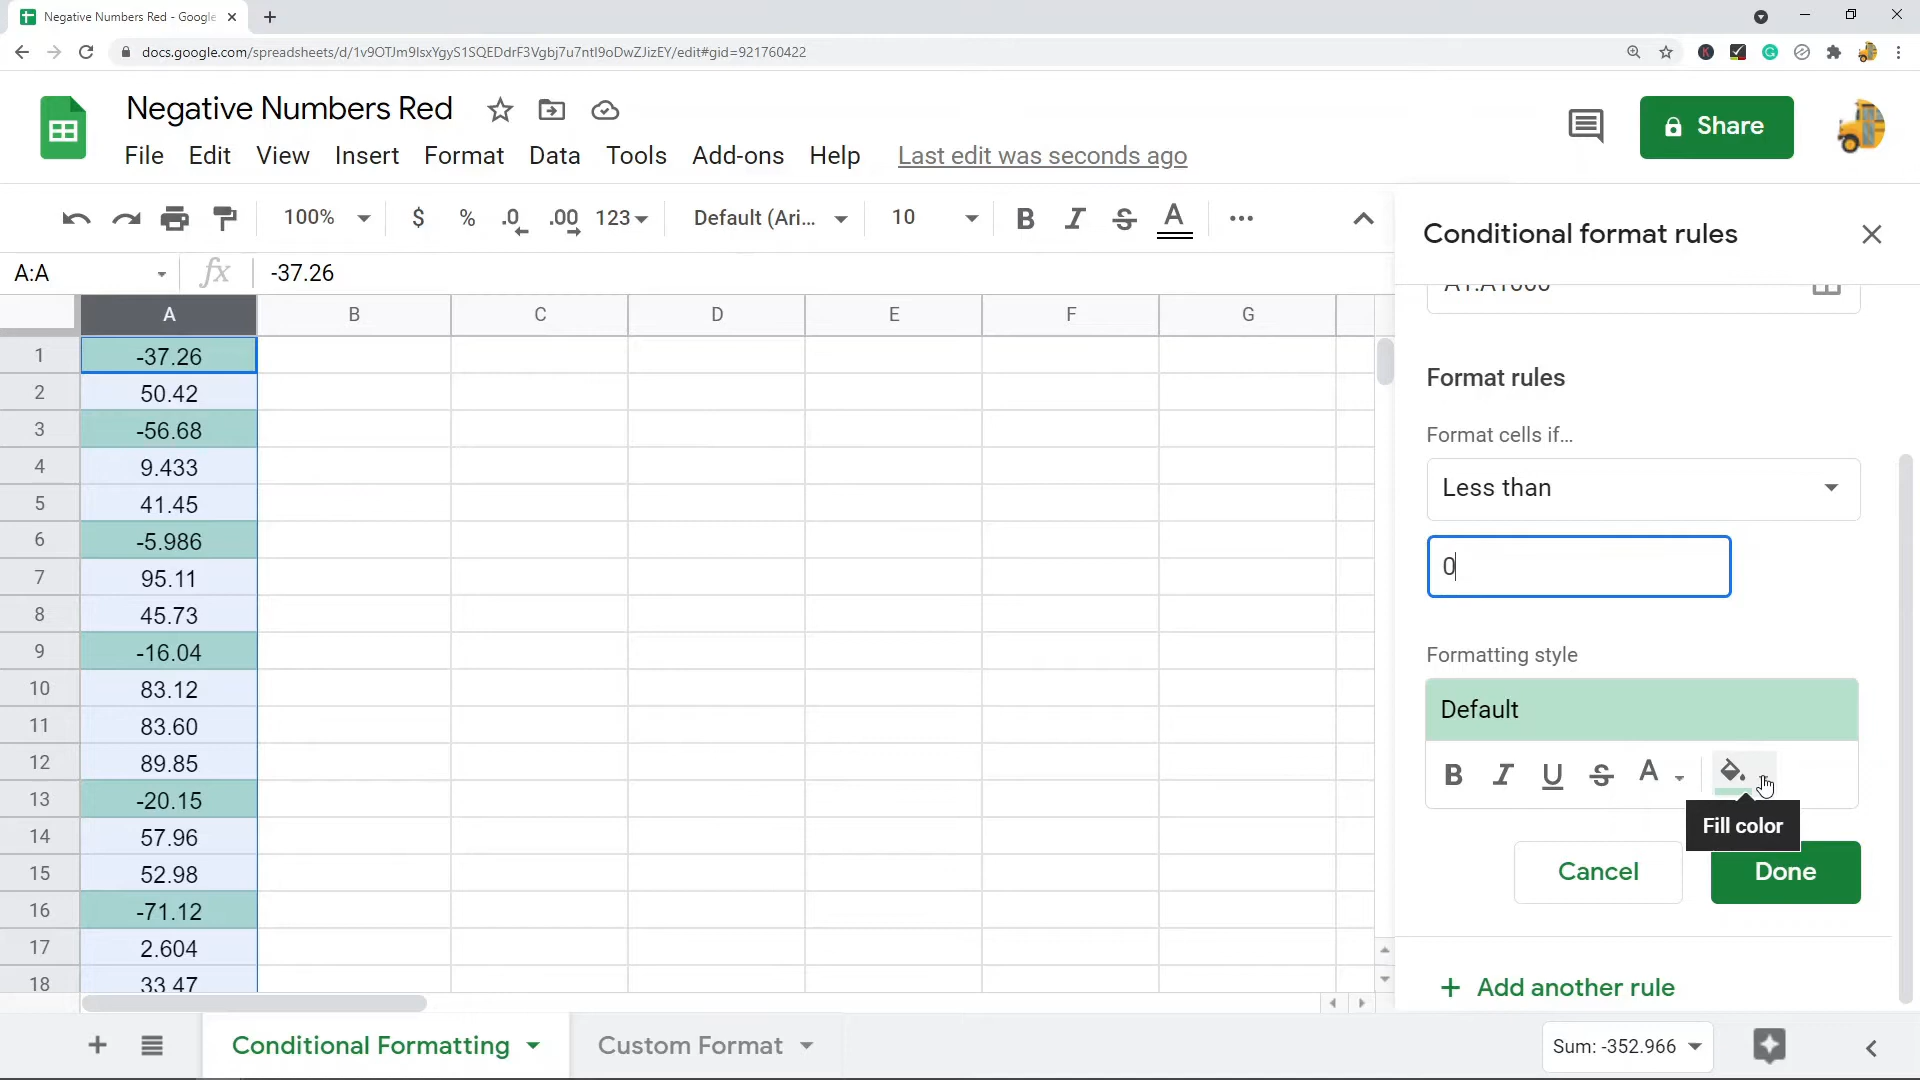 Negative Numbers Red - Google
docs.google.com/spreadsheets/d/1v9OTJm9lsxYgyS1SQEDdrF3Vgbj7u7ntl9oDwZJizEY/edit#gid=921760422
Negative Numbers Red
Share
File Edit View Insert Format Data Tools Add-ons Help Last edit was seconds ago
100% $ % .0 .00 123 Default (Ari... 10 B I S A
Conditional format rules
A:A fx -37.26
A1:A1000
A B C D E F G
1 -37.26
2 50.42
3 -56.68
4 9.433
5 41.45
6 -5.986
7 95.11
8 45.73
9 -16.04
10 83.12
11 83.60
12 89.85
13 -20.15
14 57.96
15 52.98
16 -71.12
17 2.604
18 33.47
Format rules
Format cells if...
Less than
0
Formatting style
Default
B I U S A
Fill color
Cancel Done
+ Add another rule
+ Conditional Formatting Custom Format Sum: -352.966